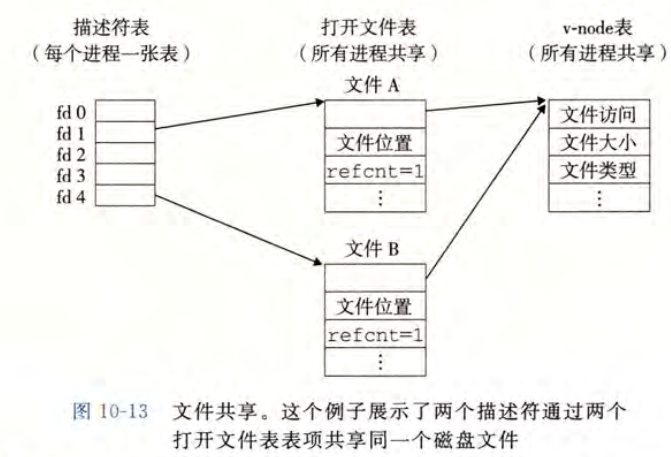 描述符表
(每个进程一张表)
打开文件表
(所有进程共享)
v-node表
(所有进程共享)
文件 A
fd 0
fd 1
fd 2
fd 3
fd 4
文件位置
refcnt=1
⋮
文件访问
文件大小
文件类型
⋮
文件 B
文件位置
refcnt=1
⋮
图 10-13 文件共享。这个例子展示了两个描述符通过两个
打开文件表表项共享同一个磁盘文件